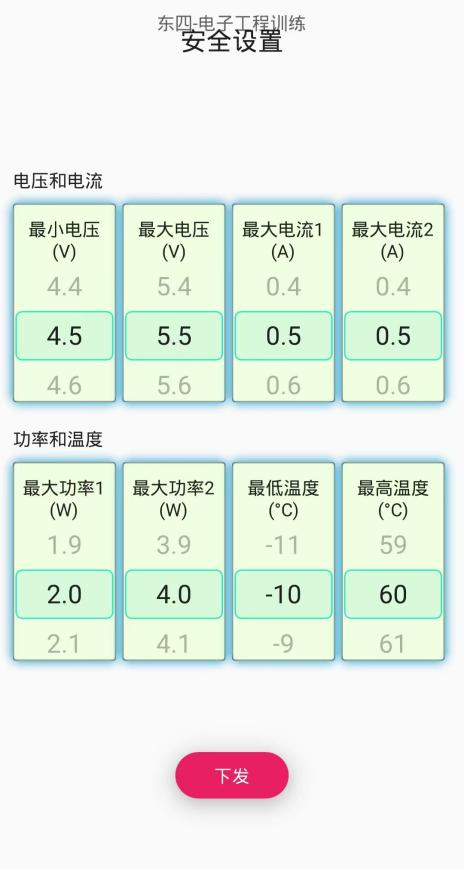 东四-电子工程训练
安全设置
电压和电流
最小电压 最大电压 最大电流1 最大电流2
(V) (V) (A) (A)
4.4 5.4 0.4 0.4
4.5 5.5 0.5 0.5
4.6 5.6 0.6 0.6
功率和温度
最大功率1 最大功率2 最低温度 最高温度
(W) (W) (°C) (°C)
1.9 3.9 -11 59
2.0 4.0 -10 60
2.1 4.1 -9 61
下发